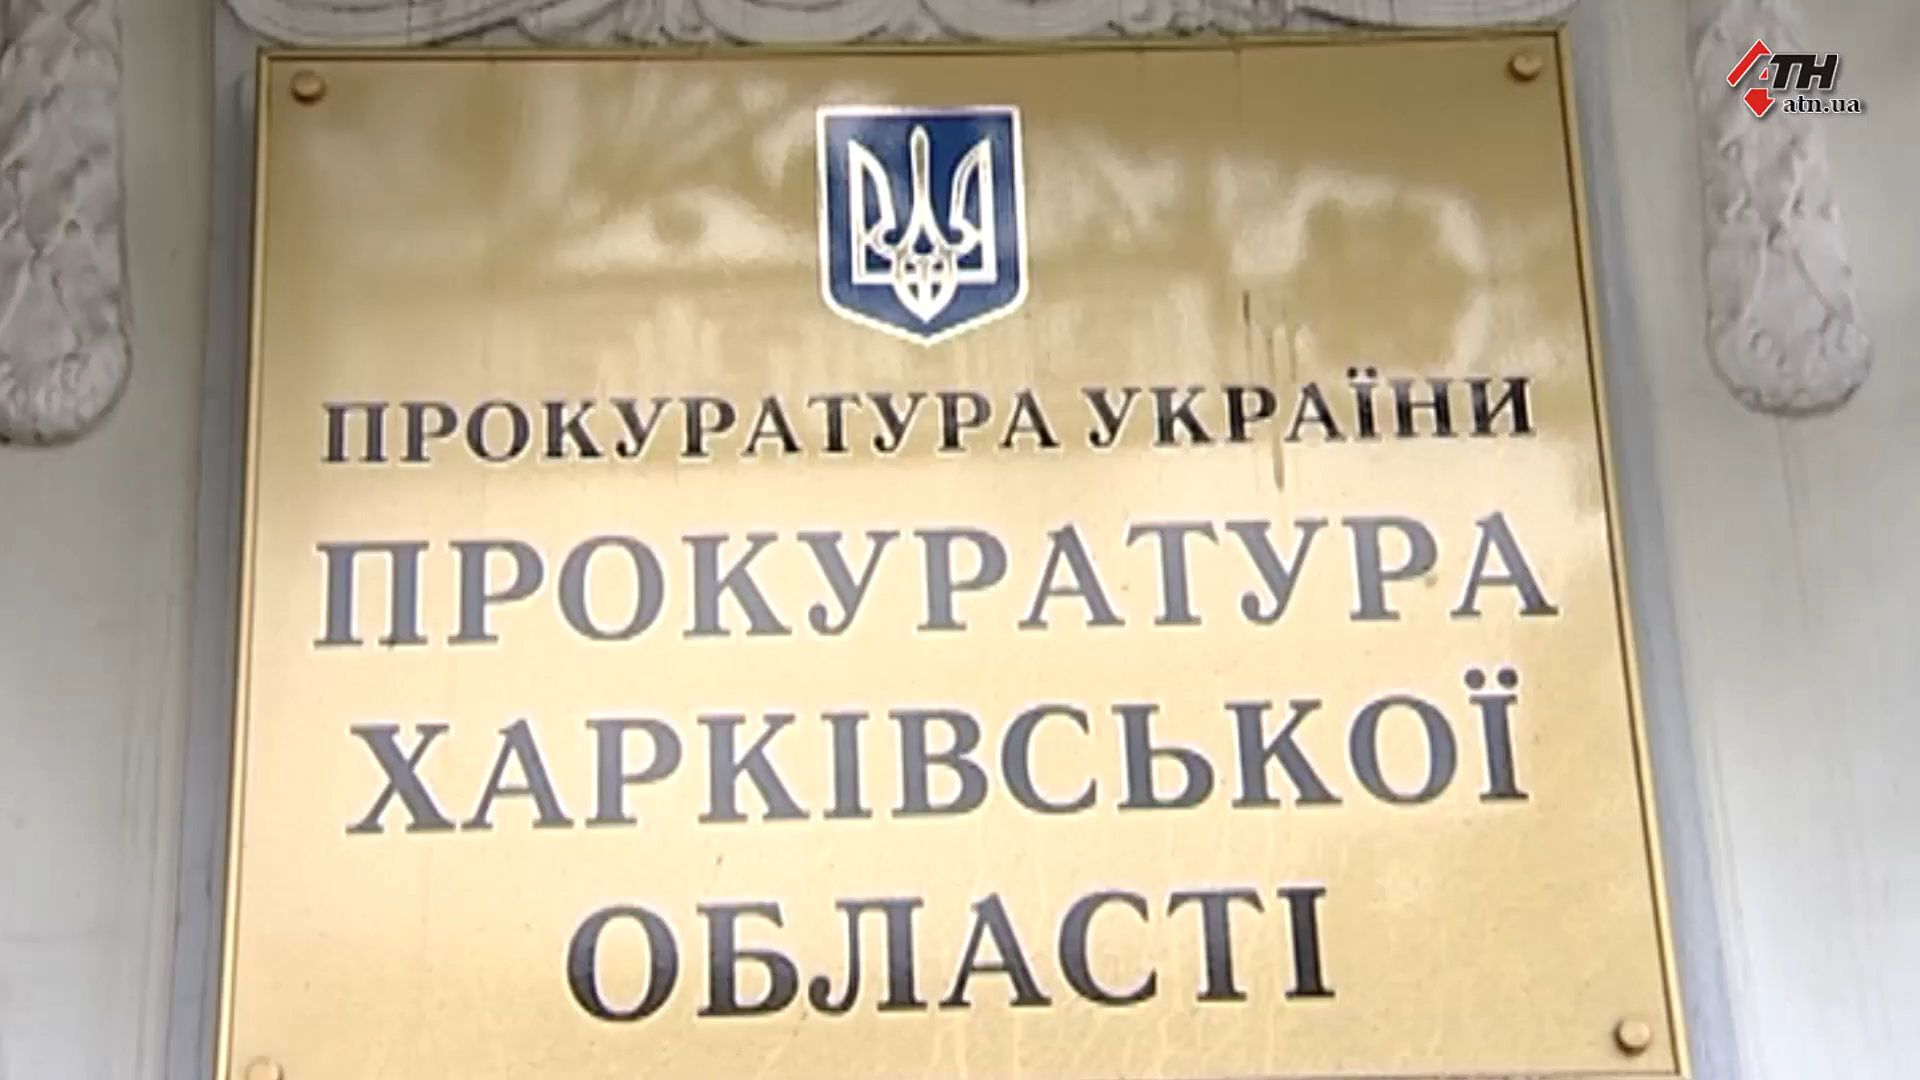 АТН
atn.ua
ПРОКУРАТУРА УКРАЇНИ
ПРОКУРАТУРА
ХАРКІВСЬКОЇ
ОБЛАСТІ